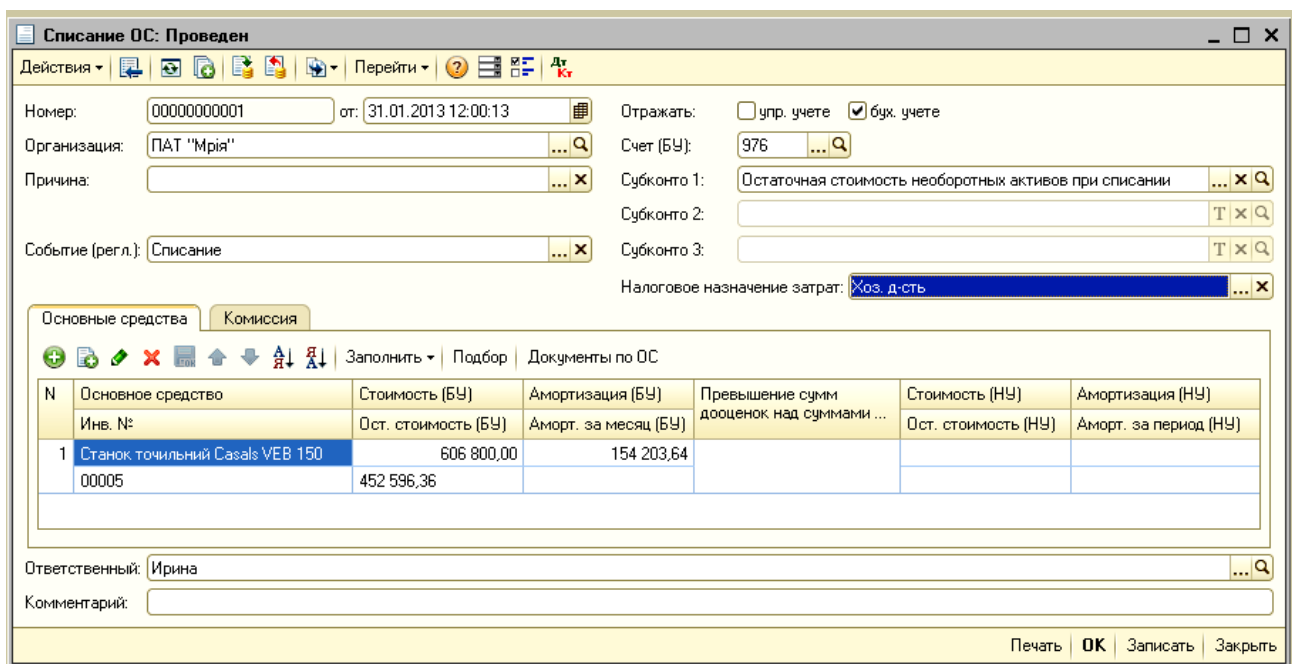 Списание ОС: Проведен
Действия Перейти Дт Кт
Номер: 00000000001 от: 31.01.2013 12:00:13 Отражать: упр. учете бух. учете
Организация: ПАТ "Мрія" ... Счет (БУ): 976 ...
Причина: ... Субконто 1: Остаточная стоимость необоротных активов при списании ...
Субконто 2: T
Событие (регл.): Списание ... Субконто 3: T
Налоговое назначение затрат: Хоз. д-сть ...
Основные средства Комиссия
Заполнить Подбор Документы по ОС
N Основное средство Стоимость (БУ) Амортизация (БУ) Превышение сумм дооценок над суммами ... Стоимость (НУ) Амортизация (НУ)
Инв. № Ост. стоимость (БУ) Аморт. за месяц (БУ) Ост. стоимость (НУ) Аморт. за период (НУ)
1 Станок точильний Casals VEB 150 606 800,00 154 203,64
00005 452 596,36
Ответственный: Ирина ...
Комментарий:
Печать OK Записать Закрыть